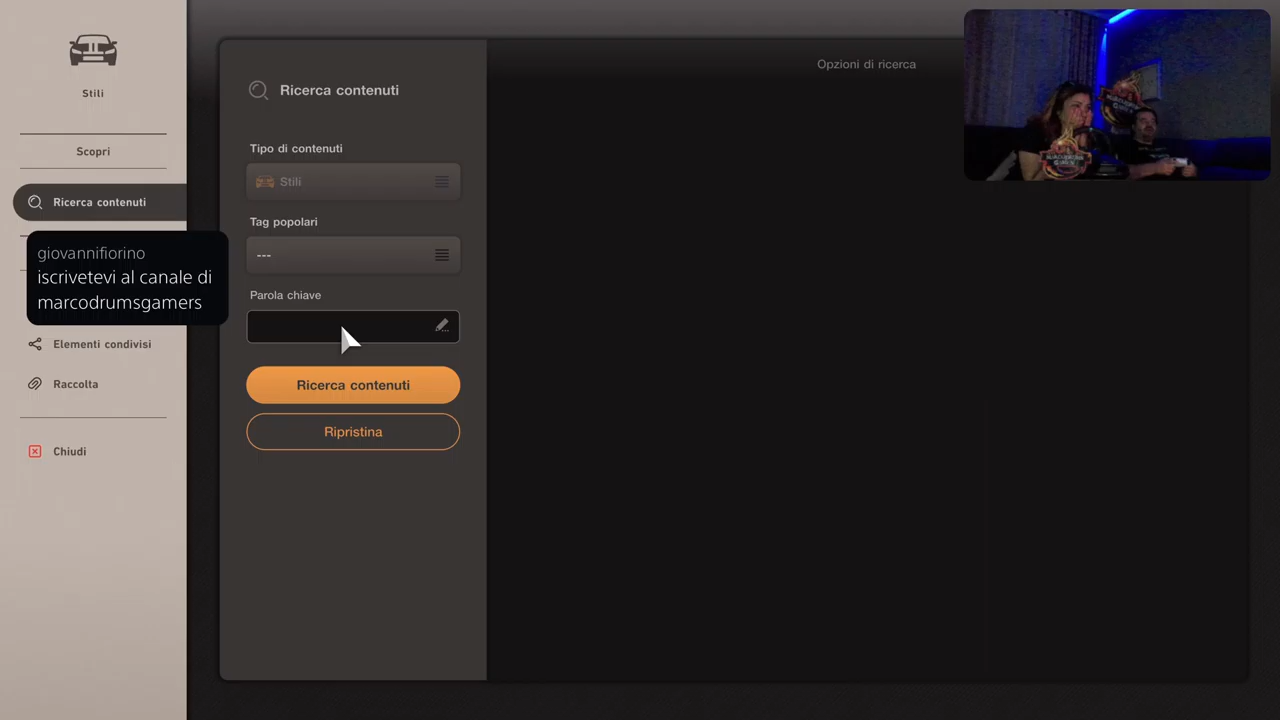 Stili
Scopri
Ricerca contenuti
giovannifiorino
iscrivetevi al canale di
marcodrumsgamers
Elementi condivisi
Raccolta
Chiudi
Ricerca contenuti
Tipo di contenuti
Stili
Tag popolari
---
Parola chiave
Ricerca contenuti
Ripristina
Opzioni di ricerca